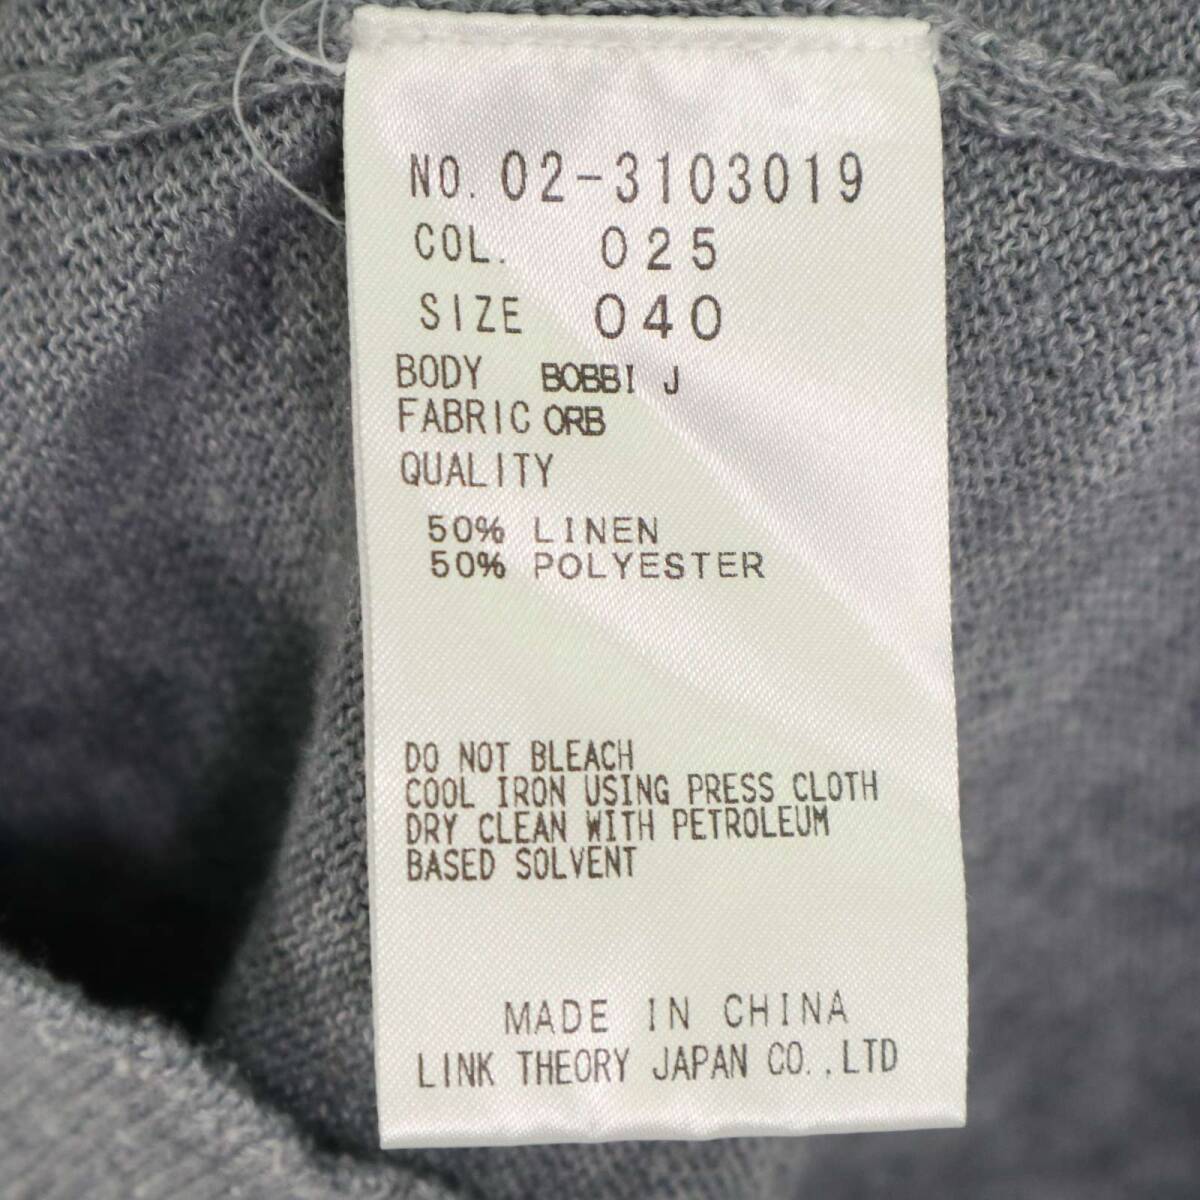 NO. 02-3103019
COL. 025
SIZE 040
BODY BOBBI J
FABRIC ORB
QUALITY
50% LINEN
50% POLYESTER
DO NOT BLEACH
COOL IRON USING PRESS CLOTH
DRY CLEAN WITH PETROLEUM
BASED SOLVENT
MADE IN CHINA
LINK THEORY JAPAN CO.,LTD